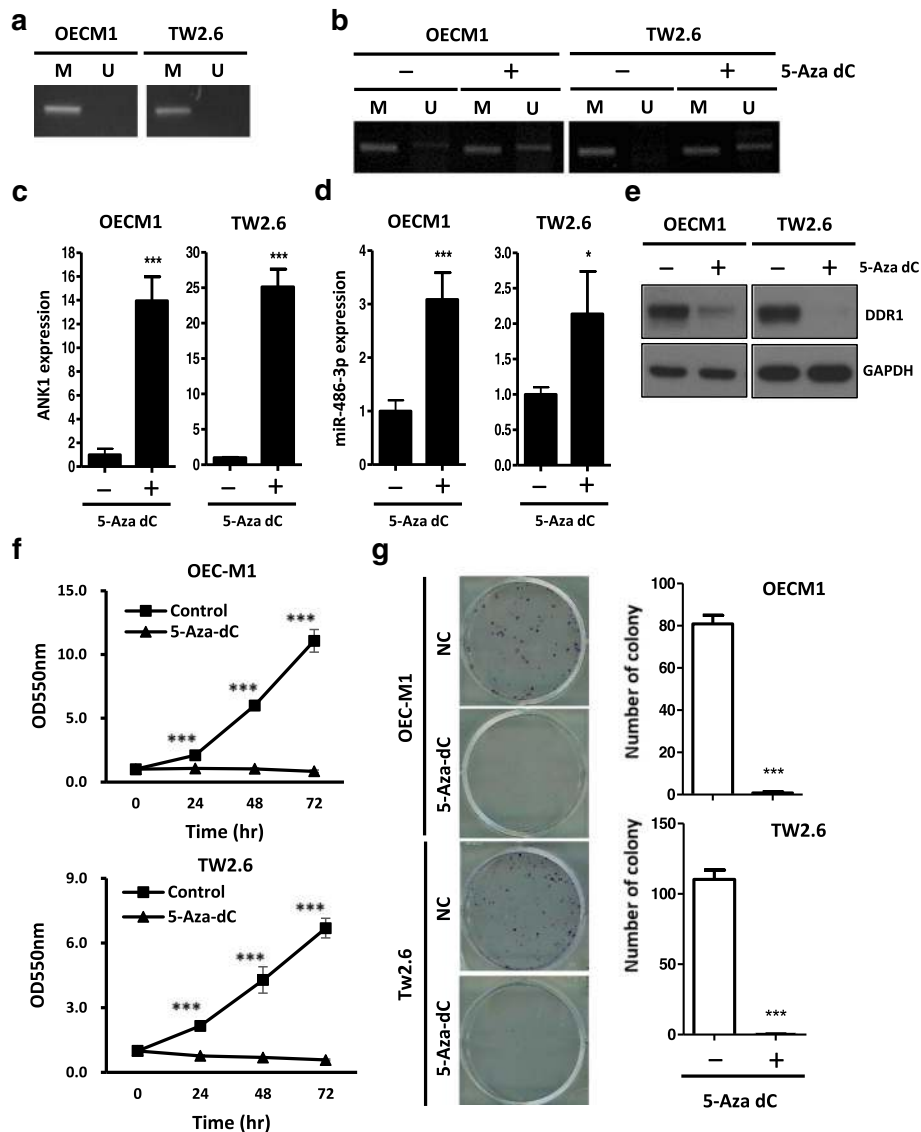 a
OECM1 TW2.6
M U M U
b
OECM1 TW2.6
– + – + 5-Aza dC
M U M U M U M U
c
OECM1 TW2.6
ANK1 expression
18
16
14
12
10
8
6
4
2
0
***
– +
5-Aza dC
30
25
20
15
10
5
0
***
– +
d
OECM1 TW2.6
miR-486-3p expression
4
3
2
1
0
***
– +
5-Aza dC
3.0
2.5
2.0
1.5
1.0
0.5
0.0
*
– +
e
OECM1 TW2.6
– + – + 5-Aza dC
DDR1
GAPDH
f
OEC-M1
OD550nm
15.0
10.0
5.0
1.0
0.0
Control
5-Aza-dC
*** *** ***
0 24 48 72
Time (hr)
TW2.6
OD550nm
9.0
6.0
3.0
0.0
Control
5-Aza-dC
*** *** ***
0 24 48 72
Time (hr)
g
OEC-M1
NC
5-Aza-dC
Tw2.6
NC
5-Aza-dC
OECM1
Number of colony
100
80
60
40
20
0
***
TW2.6
Number of colony
150
100
50
0
***
– +
5-Aza dC